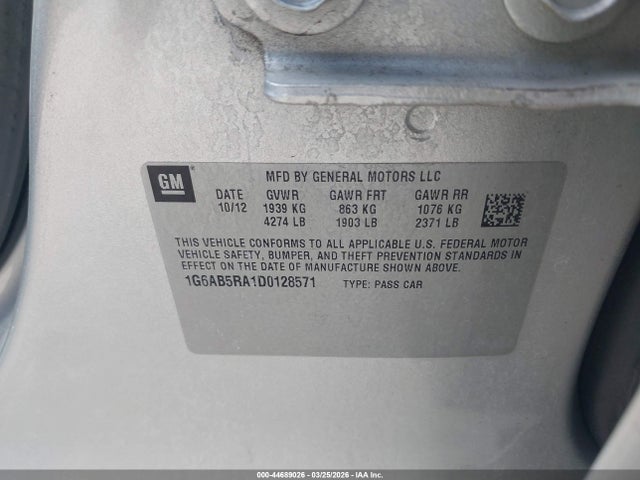 GM
MFD BY GENERAL MOTORS LLC
DATE GVWR GAWR FRT GAWR RR
10/12 1939 KG 863 KG 1076 KG
4274 LB 1903 LB 2371 LB
THIS VEHICLE CONFORMS TO ALL APPLICABLE U.S. FEDERAL MOTOR
VEHICLE SAFETY, BUMPER, AND THEFT PREVENTION STANDARDS IN
EFFECT ON THE DATE OF MANUFACTURE SHOWN ABOVE.
1G6AB5RA1D0128571 TYPE: PASS CAR
000-44689026 - 03/25/2026 - IAA Inc.